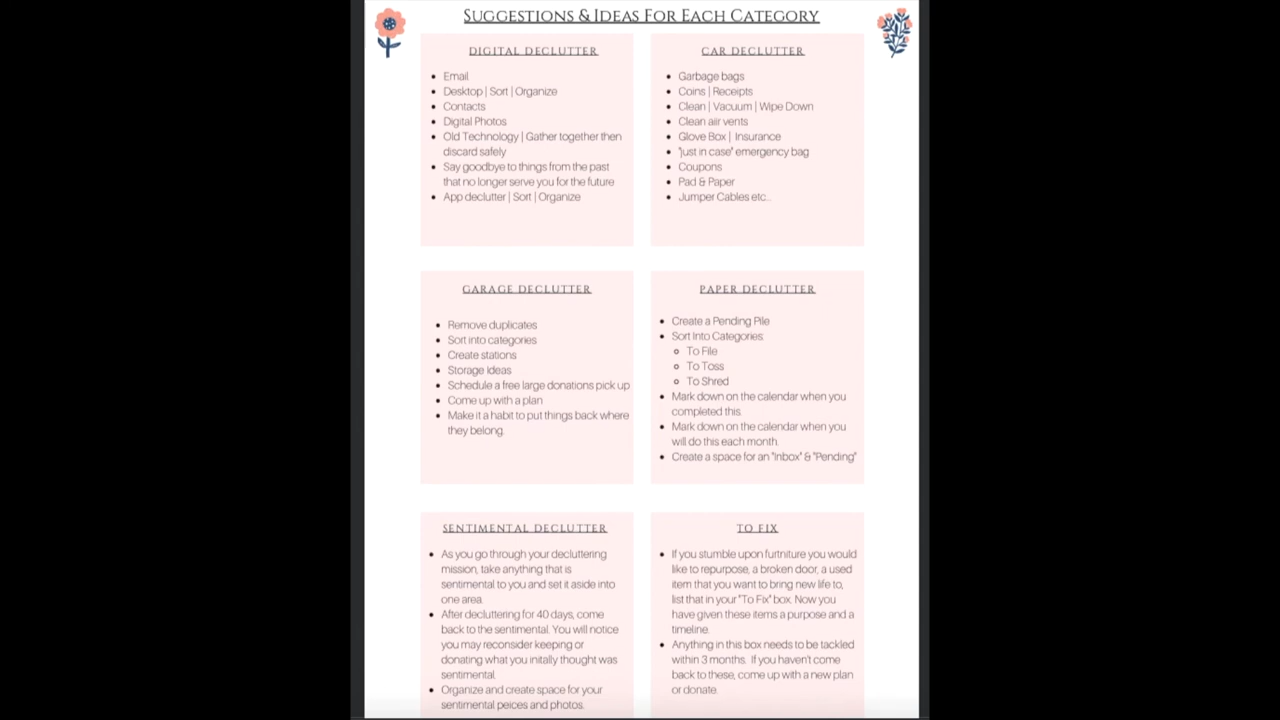 SUGGESTIONS & IDEAS FOR EACH CATEGORY
DIGITAL DECLUTTER
Email
Desktop | Sort | Organize
Contacts
Digital Photos
Old Technology | Gather together then
discard safely
Say goodbye to things from the past
that no longer serve you for the future
App declutter | Sort | Organize
CAR DECLUTTER
Garbage bags
Coins | Receipts
Clean | Vacuum | Wipe Down
Clean air vents
Glove Box | Insurance
"just in case" emergency bag
Coupons
Pad & Paper
Jumper Cables etc...
GARAGE DECLUTTER
Remove duplicates
Sort into categories
Create stations
Storage Ideas
Schedule a free large donations pick up
Come up with a plan
Make it a habit to put things back where
they belong.
PAPER DECLUTTER
Create a Pending Pile
Sort Into Categories:
To File
To Toss
To Shred
Mark down on the calendar when you
completed this.
Mark down on the calendar when you
will do this each month.
Create a space for an "Inbox" & "Pending"
SENTIMENTAL DECLUTTER
As you go through your decluttering
mission, take anything that is
sentimental to you and set it aside into
one area.
After decluttering for 40 days, come
back to the sentimental. You will notice
you may reconsider keeping or
donating what you initally thought was
sentimental.
Organize and create space for your
sentimental peices and photos.
TO FIX
If you stumble upon furtniture you would
like to repurpose, a broken door, a used
item that you want to bring new life to,
list that in your "To Fix" box. Now you
have given these items a purpose and a
timeline.
Anything in this box needs to be tackled
within 3 months. If you haven't come
back to these, come up with a new plan
or donate.